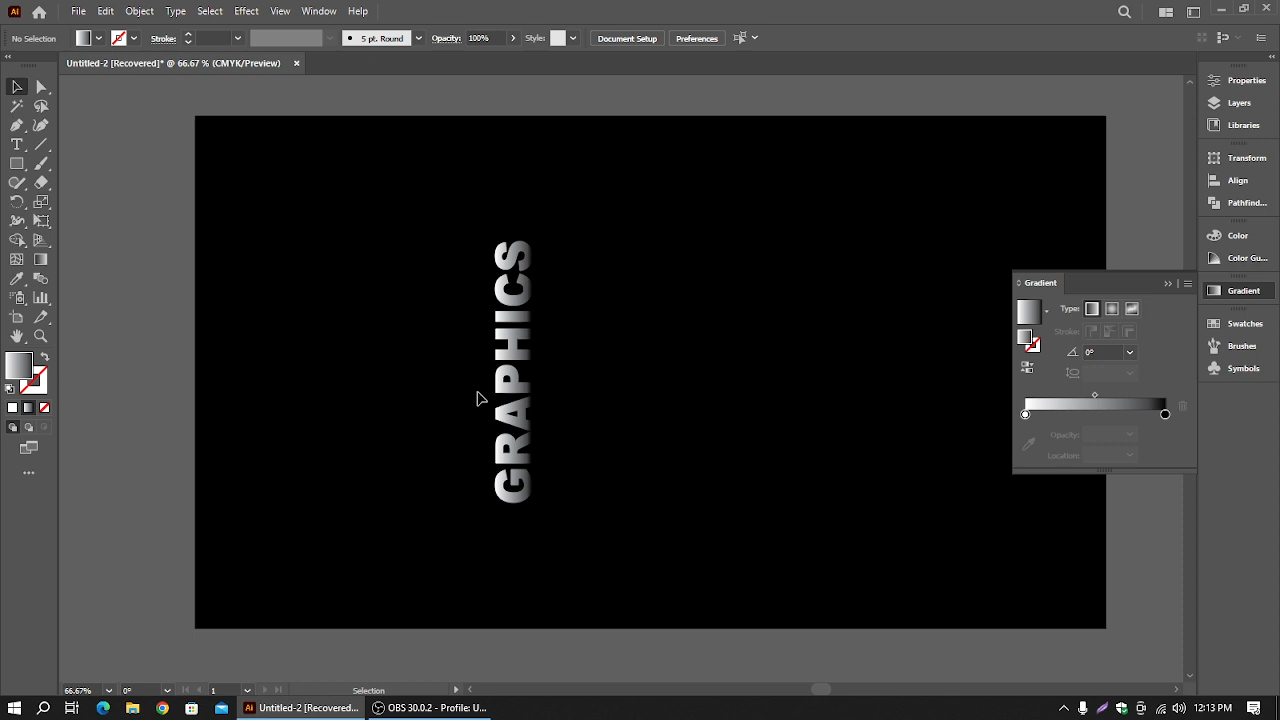 Ai File Edit Object Type Select Effect View Window Help
No Selection Stroke: 5 pt. Round Opacity: 100% Style: Document Setup Preferences
Untitled-2 [Recovered]* @ 66.67 % (CMYK/Preview)
Properties
Layers
Libraries
Transform
Align
Pathfind...
Color
Color Gu...
Gradient
Swatches
Brushes
Symbols
GRAPHICS
Gradient
Type:
Stroke:
0°
Opacity:
Location:
66.67% 0° 1 Selection
Ai Untitled-2 [Recovered... OBS 30.0.2 - Profile: U... 12:13 PM